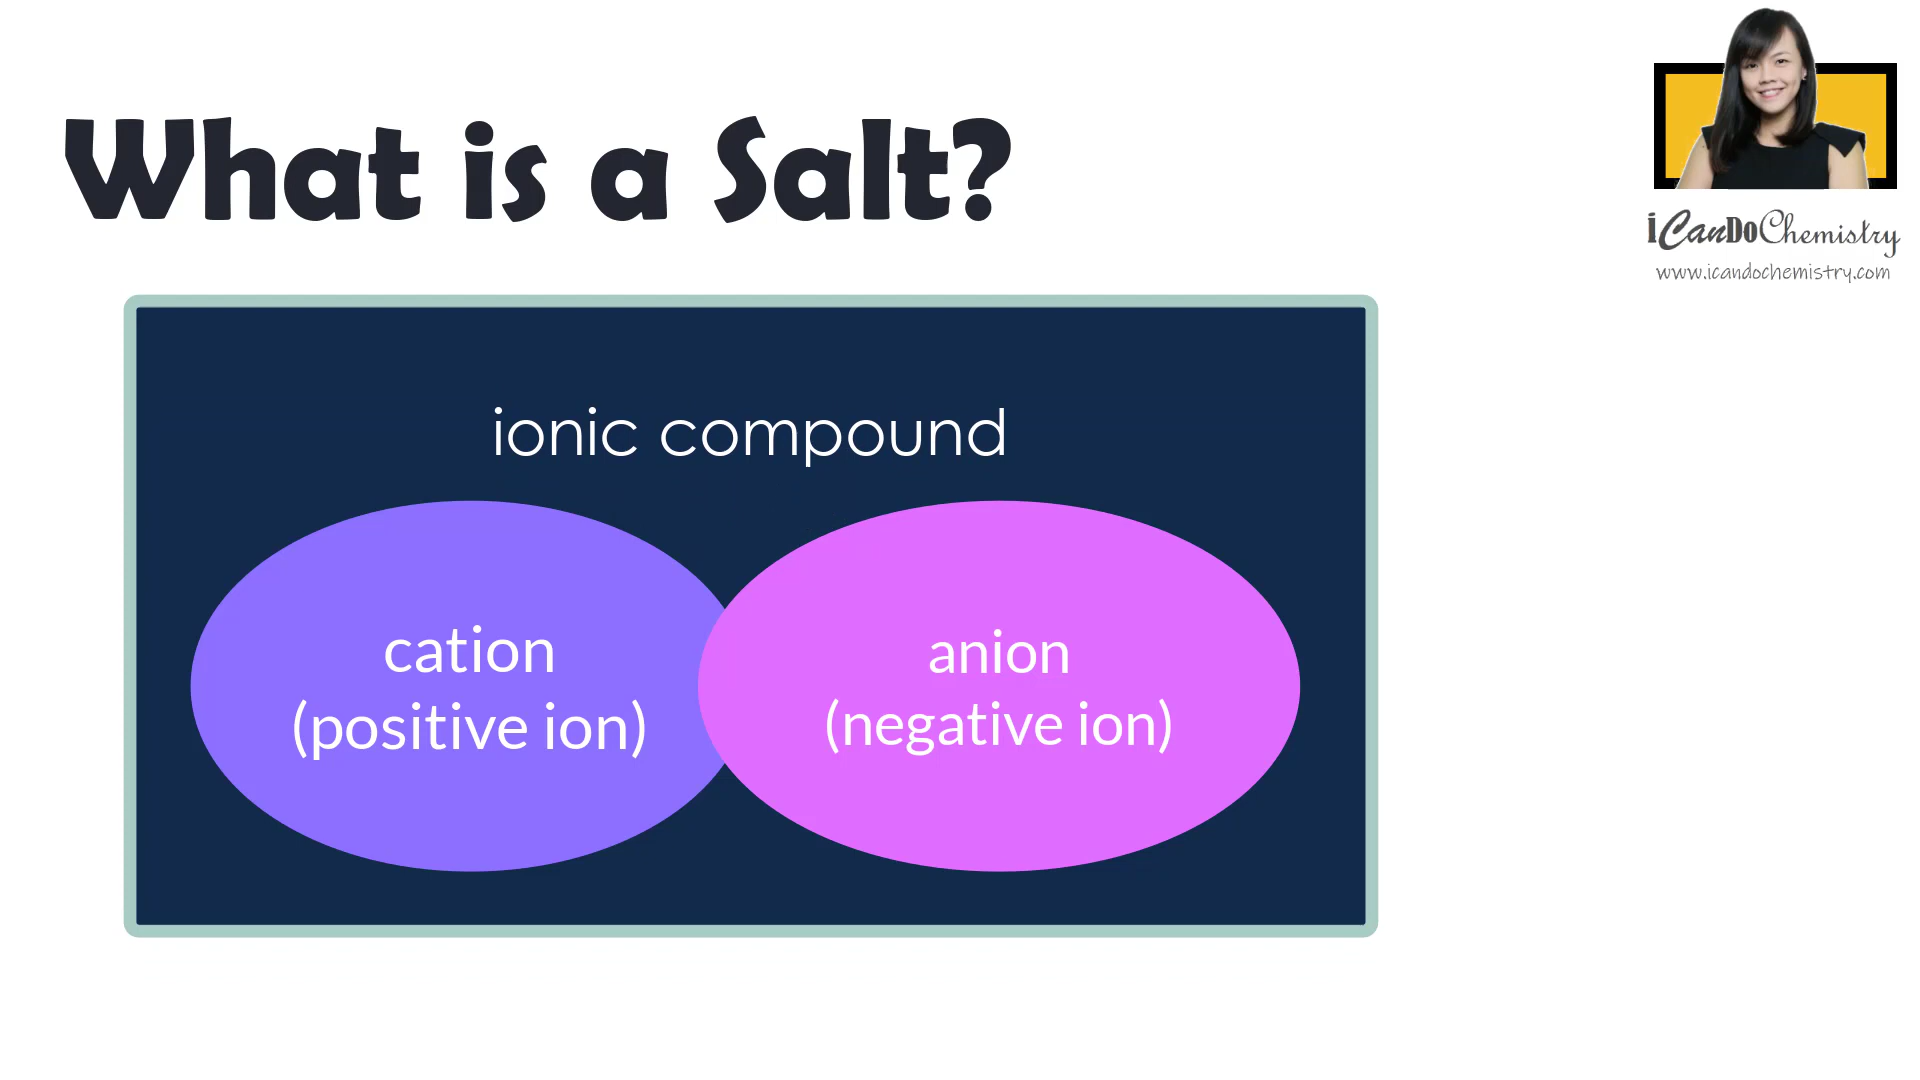 What is a Salt?
iCanDoChemistry
www.icandochemistry.com
ionic compound
cation
(positive ion)
anion
(negative ion)